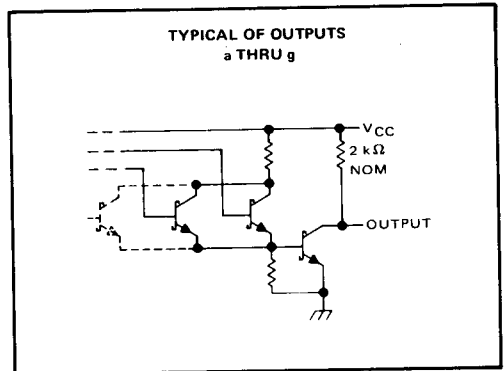 TYPICAL OF OUTPUTS
a THRU g
VCC
2 kΩ
NOM
OUTPUT